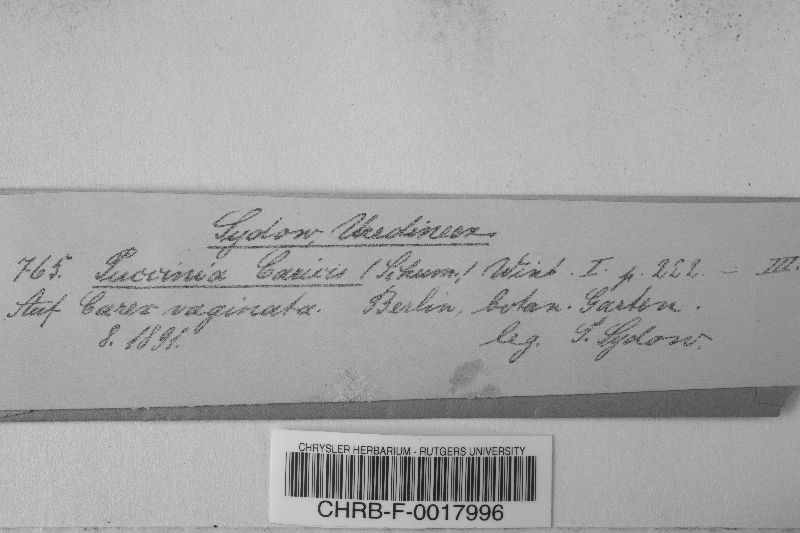 Sydow, Uredineen.
765. Puccinia Caricis (Schum.) Wint. I. p. 222. — III.
Auf Carex vaginata. Berlin, botan. Garten.
8. 1891. leg. P. Sydow.
CHRYSLER HERBARIUM - RUTGERS UNIVERSITY
CHRB-F-0017996